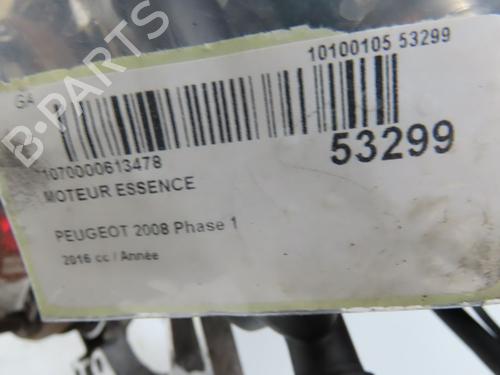 B-PARTS
GA
10100105 53299
53299
1070000613478
MOTEUR ESSENCE
PEUGEOT 2008 Phase 1
2016 cc / Année